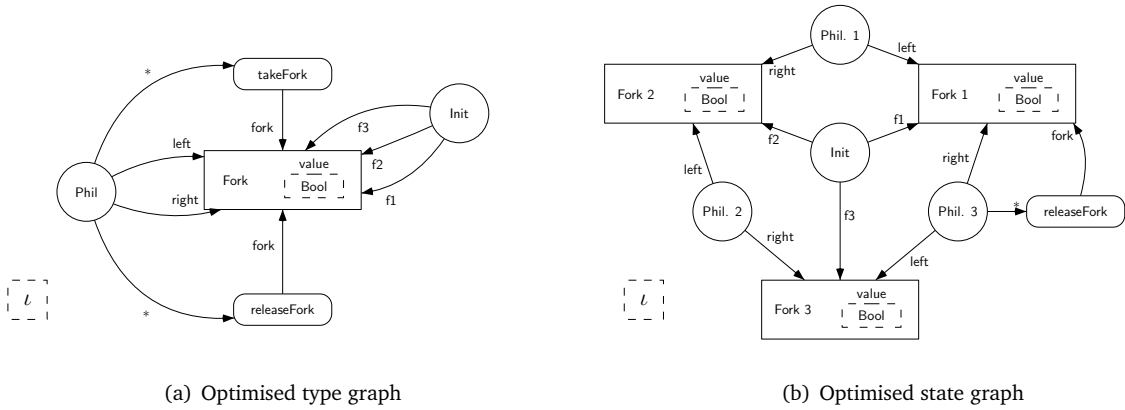 takeFork
*
fork
f3
Init
f2
f1
left
right
Phil
Fork
value
Bool
fork
*
releaseFork
ι
(a) Optimised type graph
Phil. 1
right
left
Fork 2
value
Bool
Fork 1
value
Bool
f2
f1
fork
Init
left
right
f3
Phil. 2
Phil. 3
*
releaseFork
right
left
ι
Fork 3
value
Bool
(b) Optimised state graph